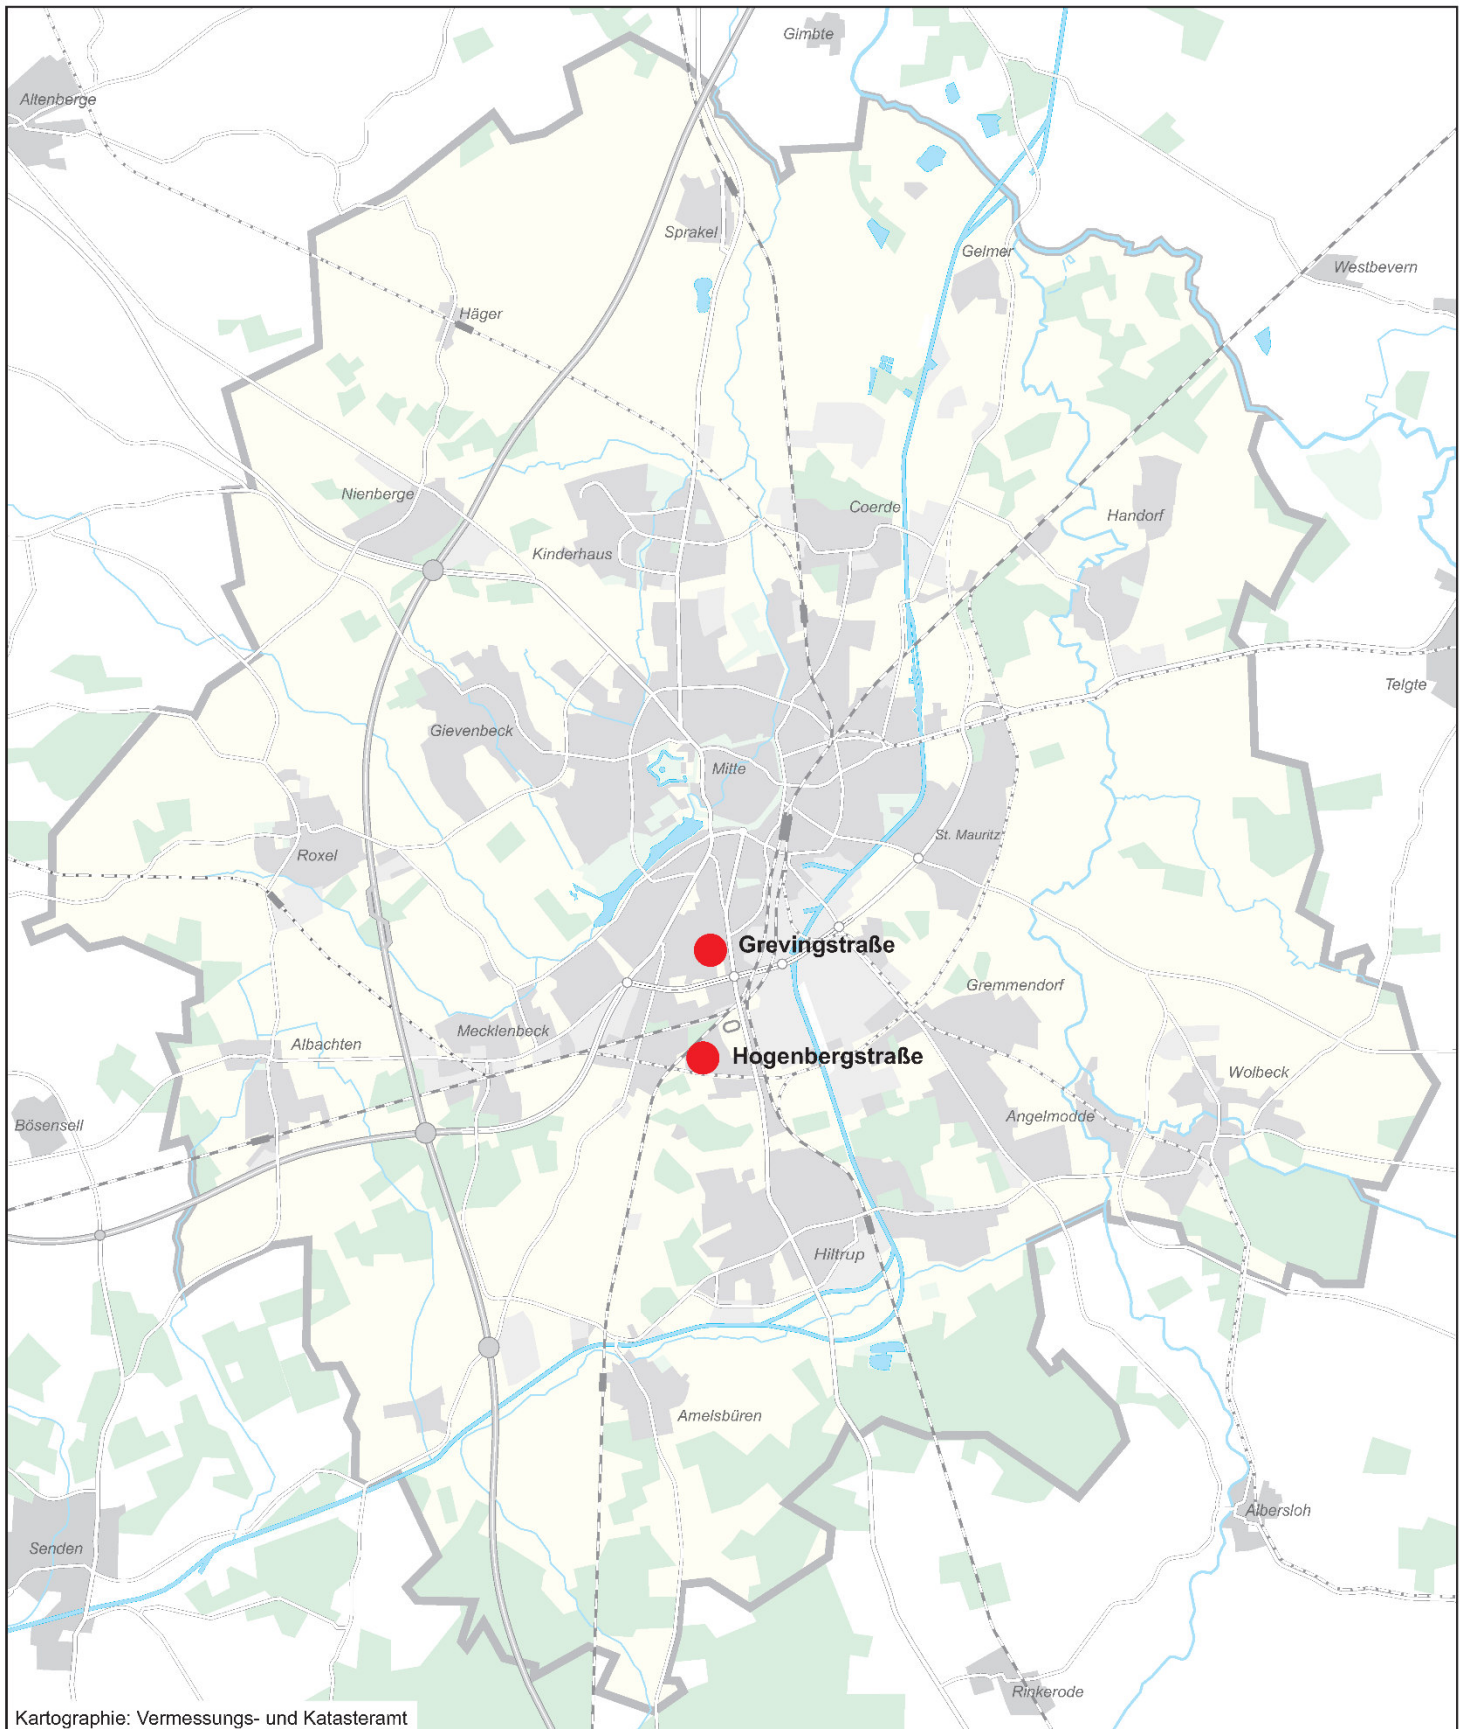 Gimbte
Altenberge
Sprakel
Gelmer
Westbevern
Häger
Nienberge
Coerde
Handorf
Kinderhaus
Telgte
Gievenbeck
Mitte
St. Mauritz
Roxel
Grevingstraße
Gremmendorf
Mecklenbeck
Albachten
Hogenbergstraße
Wolbeck
Angelmodde
Bösensell
Hiltrup
Amelsbüren
Albersloh
Senden
Rinkerode
Kartographie: Vermessungs- und Katasteramt